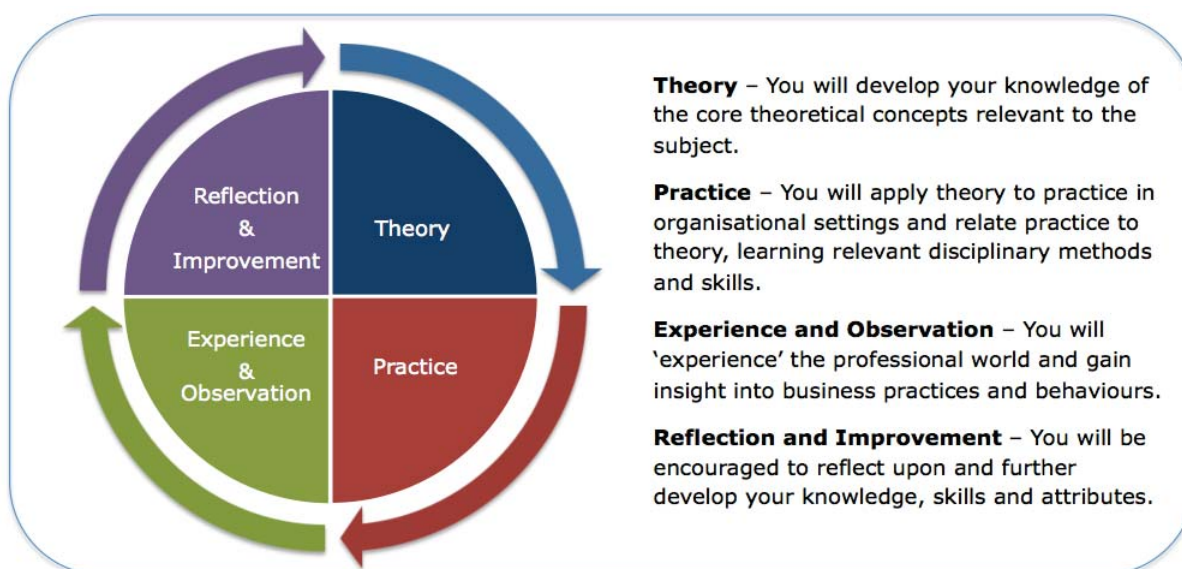 Reflection
&
Improvement
Theory
Experience
&
Observation
Practice
Theory – You will develop your knowledge of
the core theoretical concepts relevant to the
subject.
Practice – You will apply theory to practice in
organisational settings and relate practice to
theory, learning relevant disciplinary methods
and skills.
Experience and Observation – You will
‘experience’ the professional world and gain
insight into business practices and behaviours.
Reflection and Improvement – You will be
encouraged to reflect upon and further
develop your knowledge, skills and attributes.